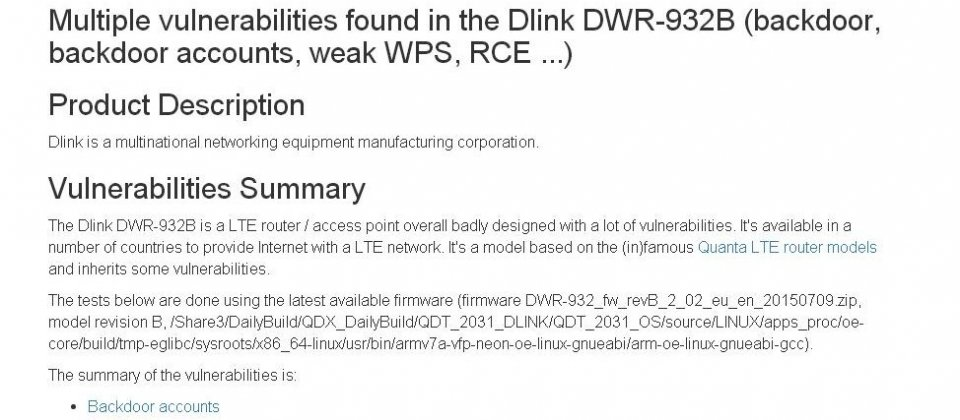 Multiple vulnerabilities found in the Dlink DWR-932B (backdoor,
backdoor accounts, weak WPS, RCE ...)
Product Description
Dlink is a multinational networking equipment manufacturing corporation.
Vulnerabilities Summary
The Dlink DWR-932B is a LTE router / access point overall badly designed with a lot of vulnerabilities. It's available in a
number of countries to provide Internet with a LTE network. It's a model based on the (in)famous Quanta LTE router models
and inherits some vulnerabilities.
The tests below are done using the latest available firmware (firmware DWR-932_fw_revB_2_02_eu_en_20150709.zip,
model revision B, /Share3/DailyBuild/QDX_DailyBuild/QDT_2031_DLINK/QDT_2031_OS/source/LINUX/apps_proc/oe-
core/build/tmp-eglibc/sysroots/x86_64-linux/usr/bin/armv7a-vfp-neon-oe-linux-gnueabi/arm-oe-linux-gnueabi-gcc).
The summary of the vulnerabilities is:
• Backdoor accounts